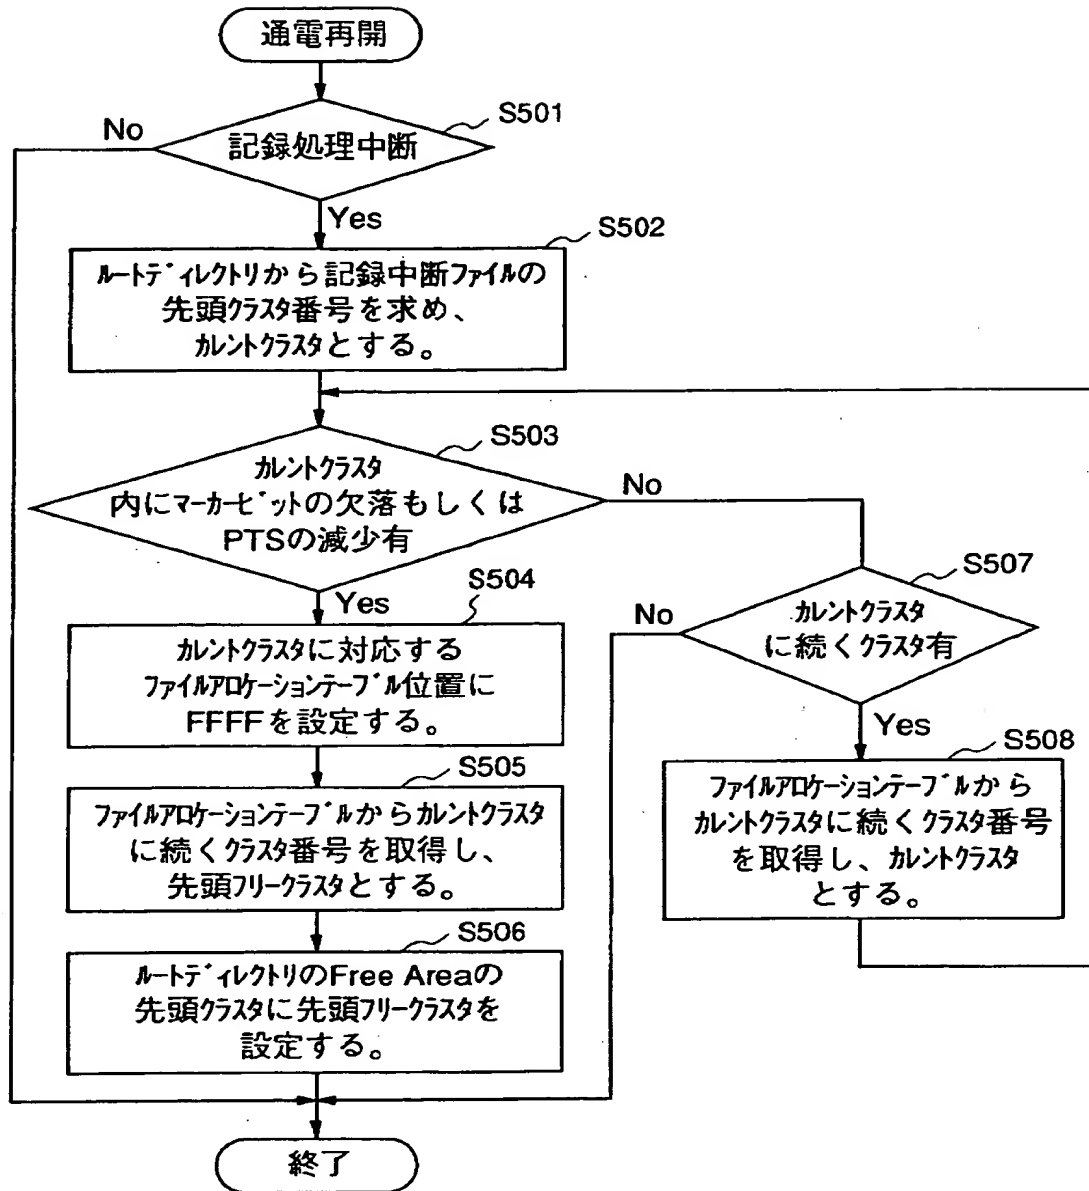 通電再開
S501
No
記録処理中断
Yes
S502
ﾙｰﾄﾃﾞｨﾚｸﾄﾘから記録中断ﾌｧｲﾙの
先頭ｸﾗｽﾀ番号を求め、
ｶﾚﾝﾄｸﾗｽﾀとする。
S503
ｶﾚﾝﾄｸﾗｽﾀ
内にﾏｰｶｰﾋﾞｯﾄの欠落もしくは
PTSの減少有
No
Yes
S504
ｶﾚﾝﾄｸﾗｽﾀに対応する
ﾌｧｲﾙｱﾛｹｰｼｮﾝﾃｰﾌﾞﾙ位置に
FFFFを設定する。
S505
ﾌｧｲﾙｱﾛｹｰｼｮﾝﾃｰﾌﾞﾙからｶﾚﾝﾄｸﾗｽﾀ
に続くｸﾗｽﾀ番号を取得し、
先頭ﾌﾘｰｸﾗｽﾀとする。
S506
ﾙｰﾄﾃﾞｨﾚｸﾄﾘのFree Areaの
先頭ｸﾗｽﾀに先頭ﾌﾘｰｸﾗｽﾀを
設定する。
S507
No
ｶﾚﾝﾄｸﾗｽﾀ
に続くｸﾗｽﾀ有
Yes
S508
ﾌｧｲﾙｱﾛｹｰｼｮﾝﾃｰﾌﾞﾙから
ｶﾚﾝﾄｸﾗｽﾀに続くｸﾗｽﾀ番号
を取得し、ｶﾚﾝﾄｸﾗｽﾀ
とする。
終了